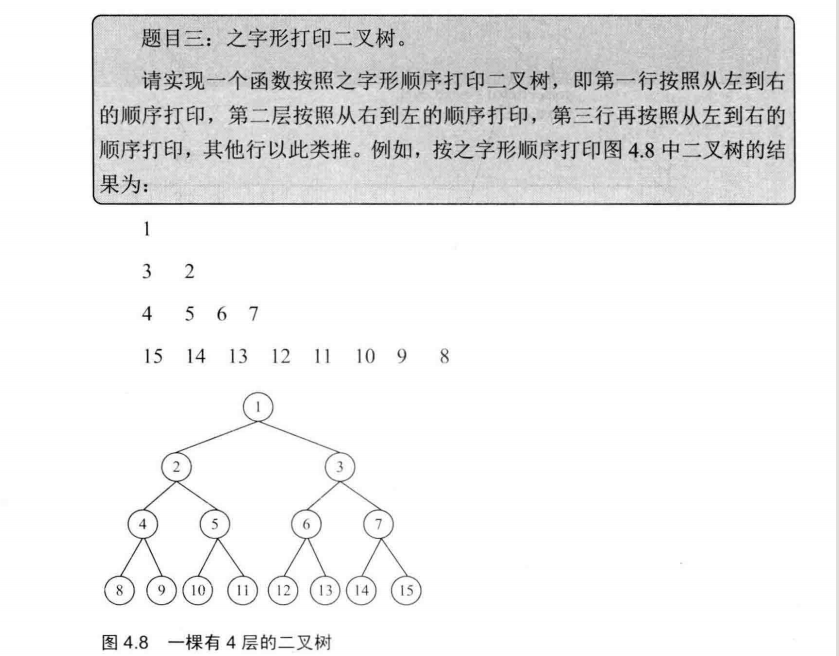 题目三：之字形打印二叉树。
请实现一个函数按照之字形顺序打印二叉树，即第一行按照从左到右
的顺序打印，第二层按照从右到左的顺序打印，第三行再按照从左到右的
顺序打印，其他行以此类推。例如，按之字形顺序打印图 4.8 中二叉树的结
果为：
1
3 2
4 5 6 7
15 14 13 12 11 10 9 8
1
2 3
4 5 6 7
8 9 10 11 12 13 14 15
图 4.8 一棵有 4 层的二叉树